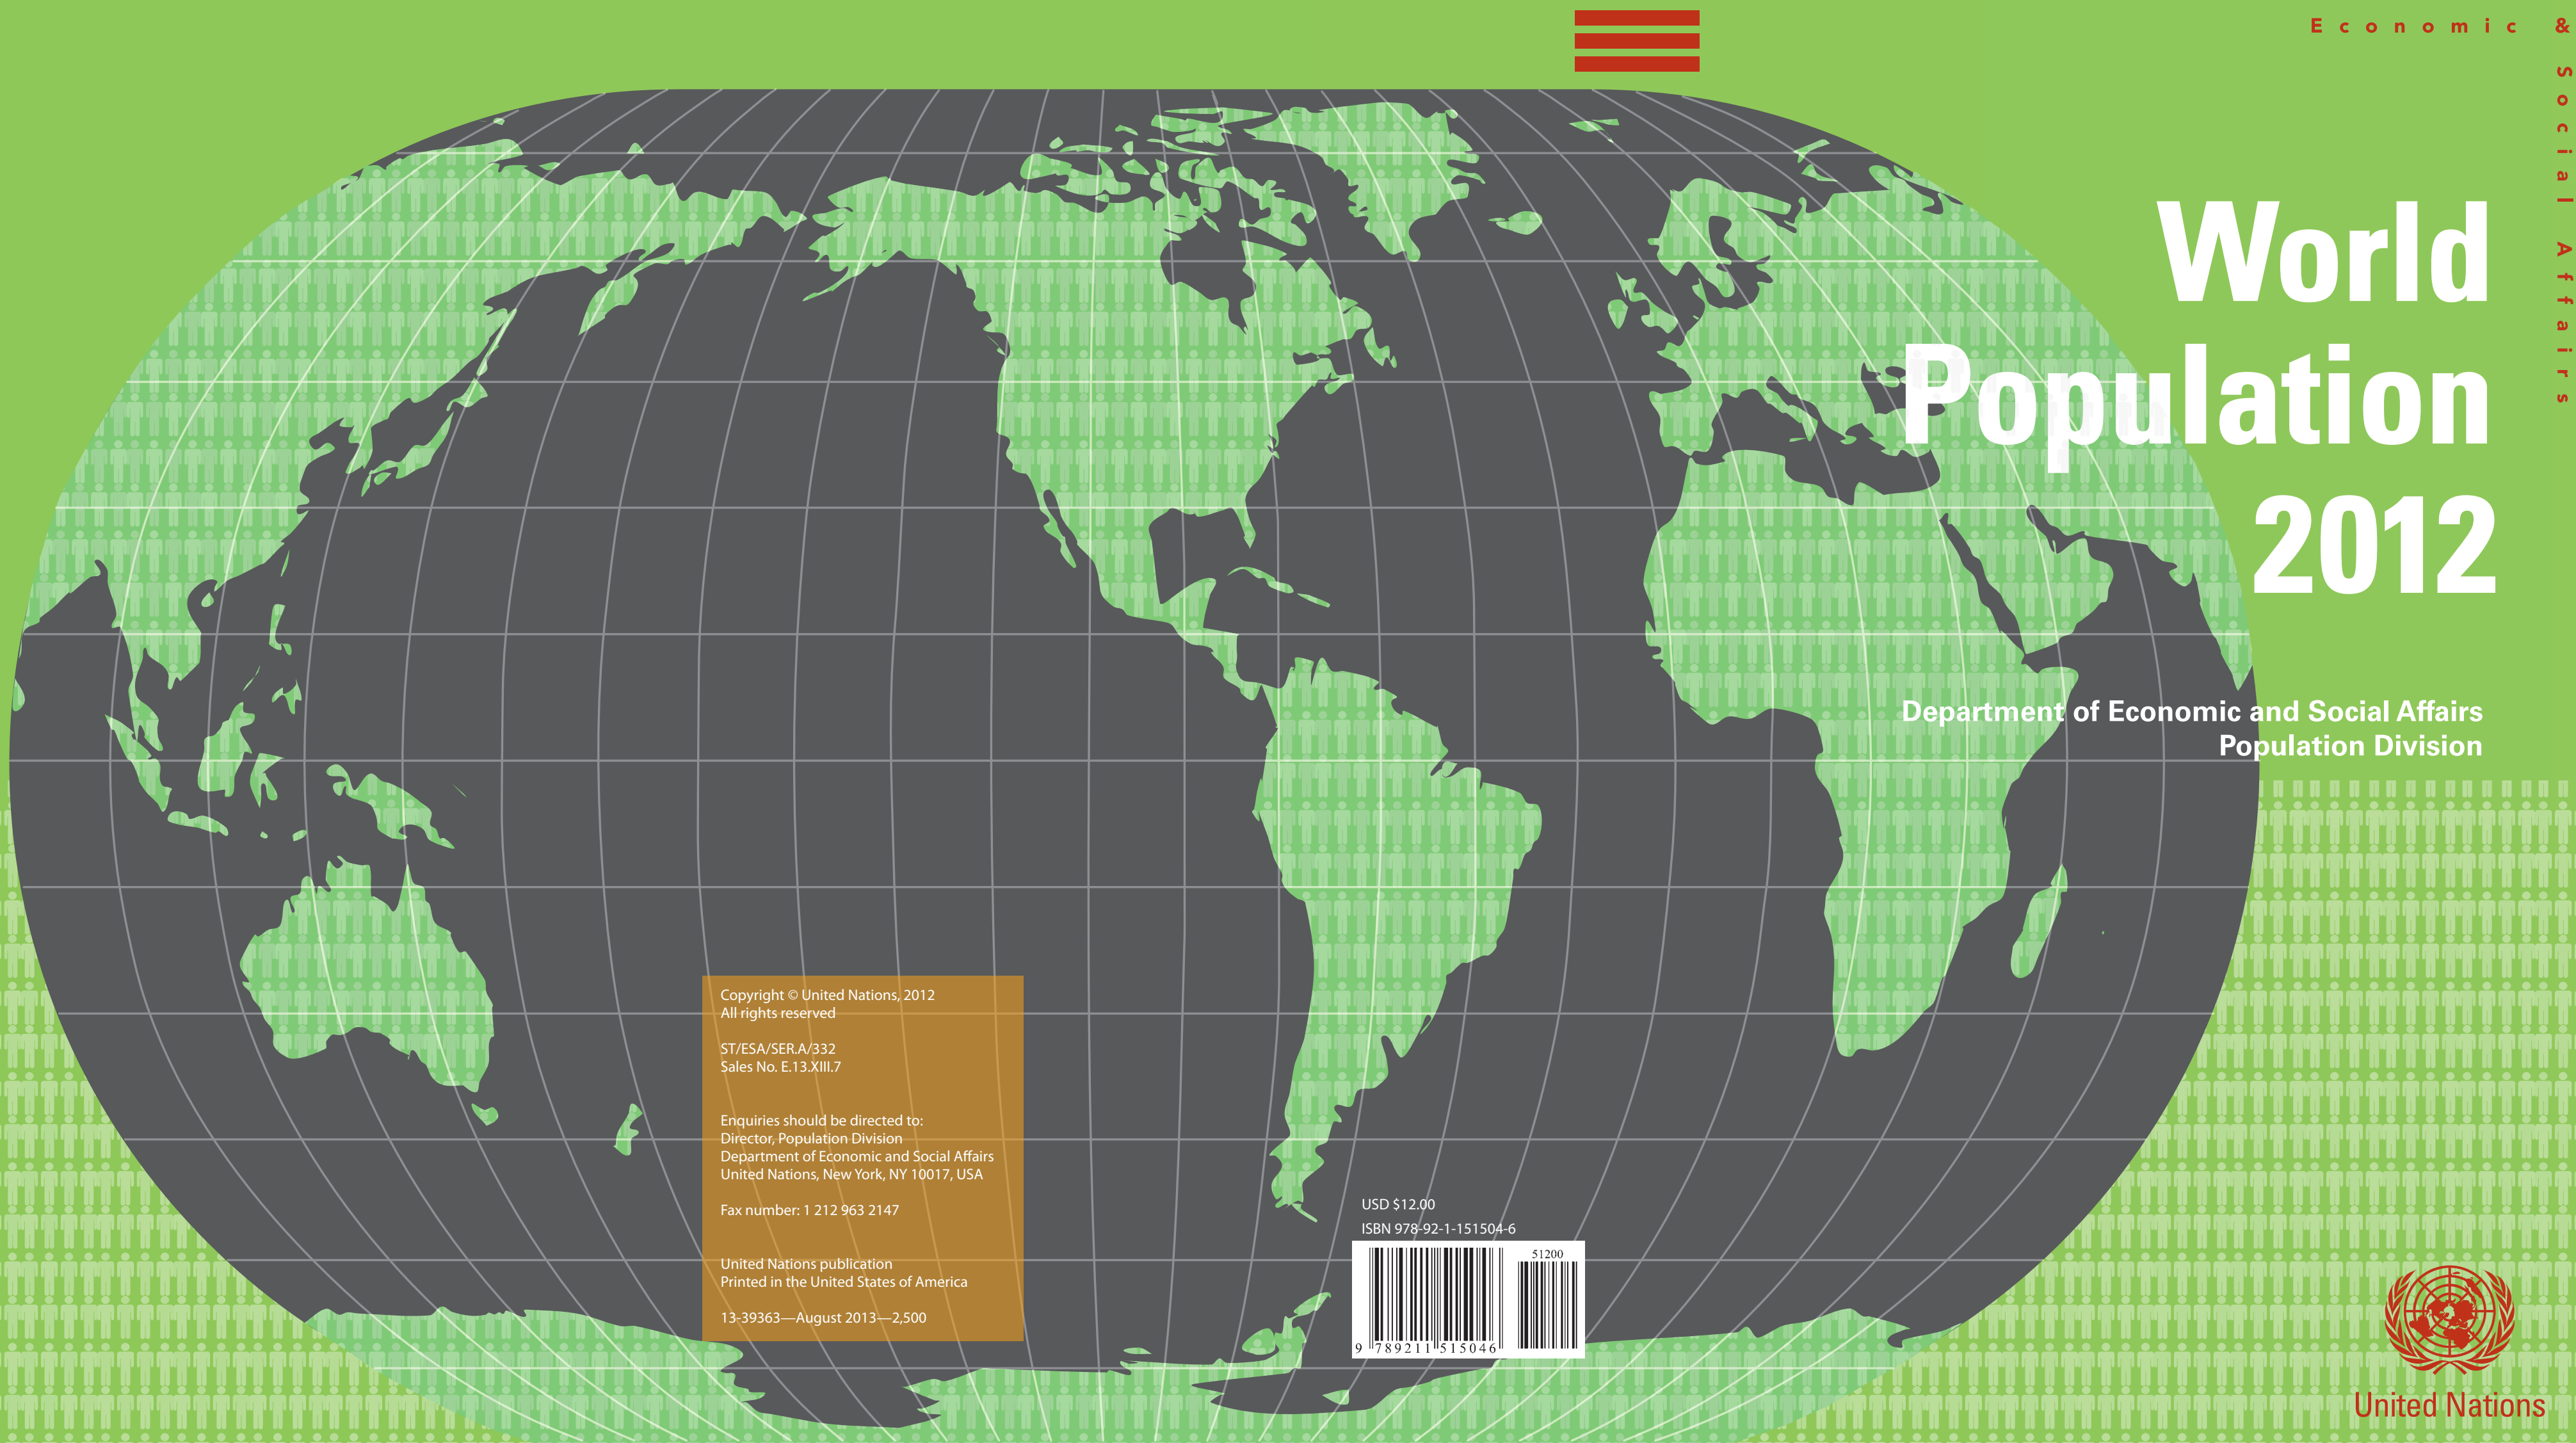 Economic &
Social Affairs
World
Population
2012
Department of Economic and Social Affairs
Population Division
Copyright © United Nations, 2012
All rights reserved
ST/ESA/SER.A/332
Sales No. E.13.XIII.7
Enquiries should be directed to:
Director, Population Division
Department of Economic and Social Affairs
United Nations, New York, NY 10017, USA
Fax number: 1 212 963 2147
United Nations publication
Printed in the United States of America
13-39363—August 2013—2,500
USD $12.00
ISBN 978-92-1-151504-6
51200
9 789211 515046
United Nations